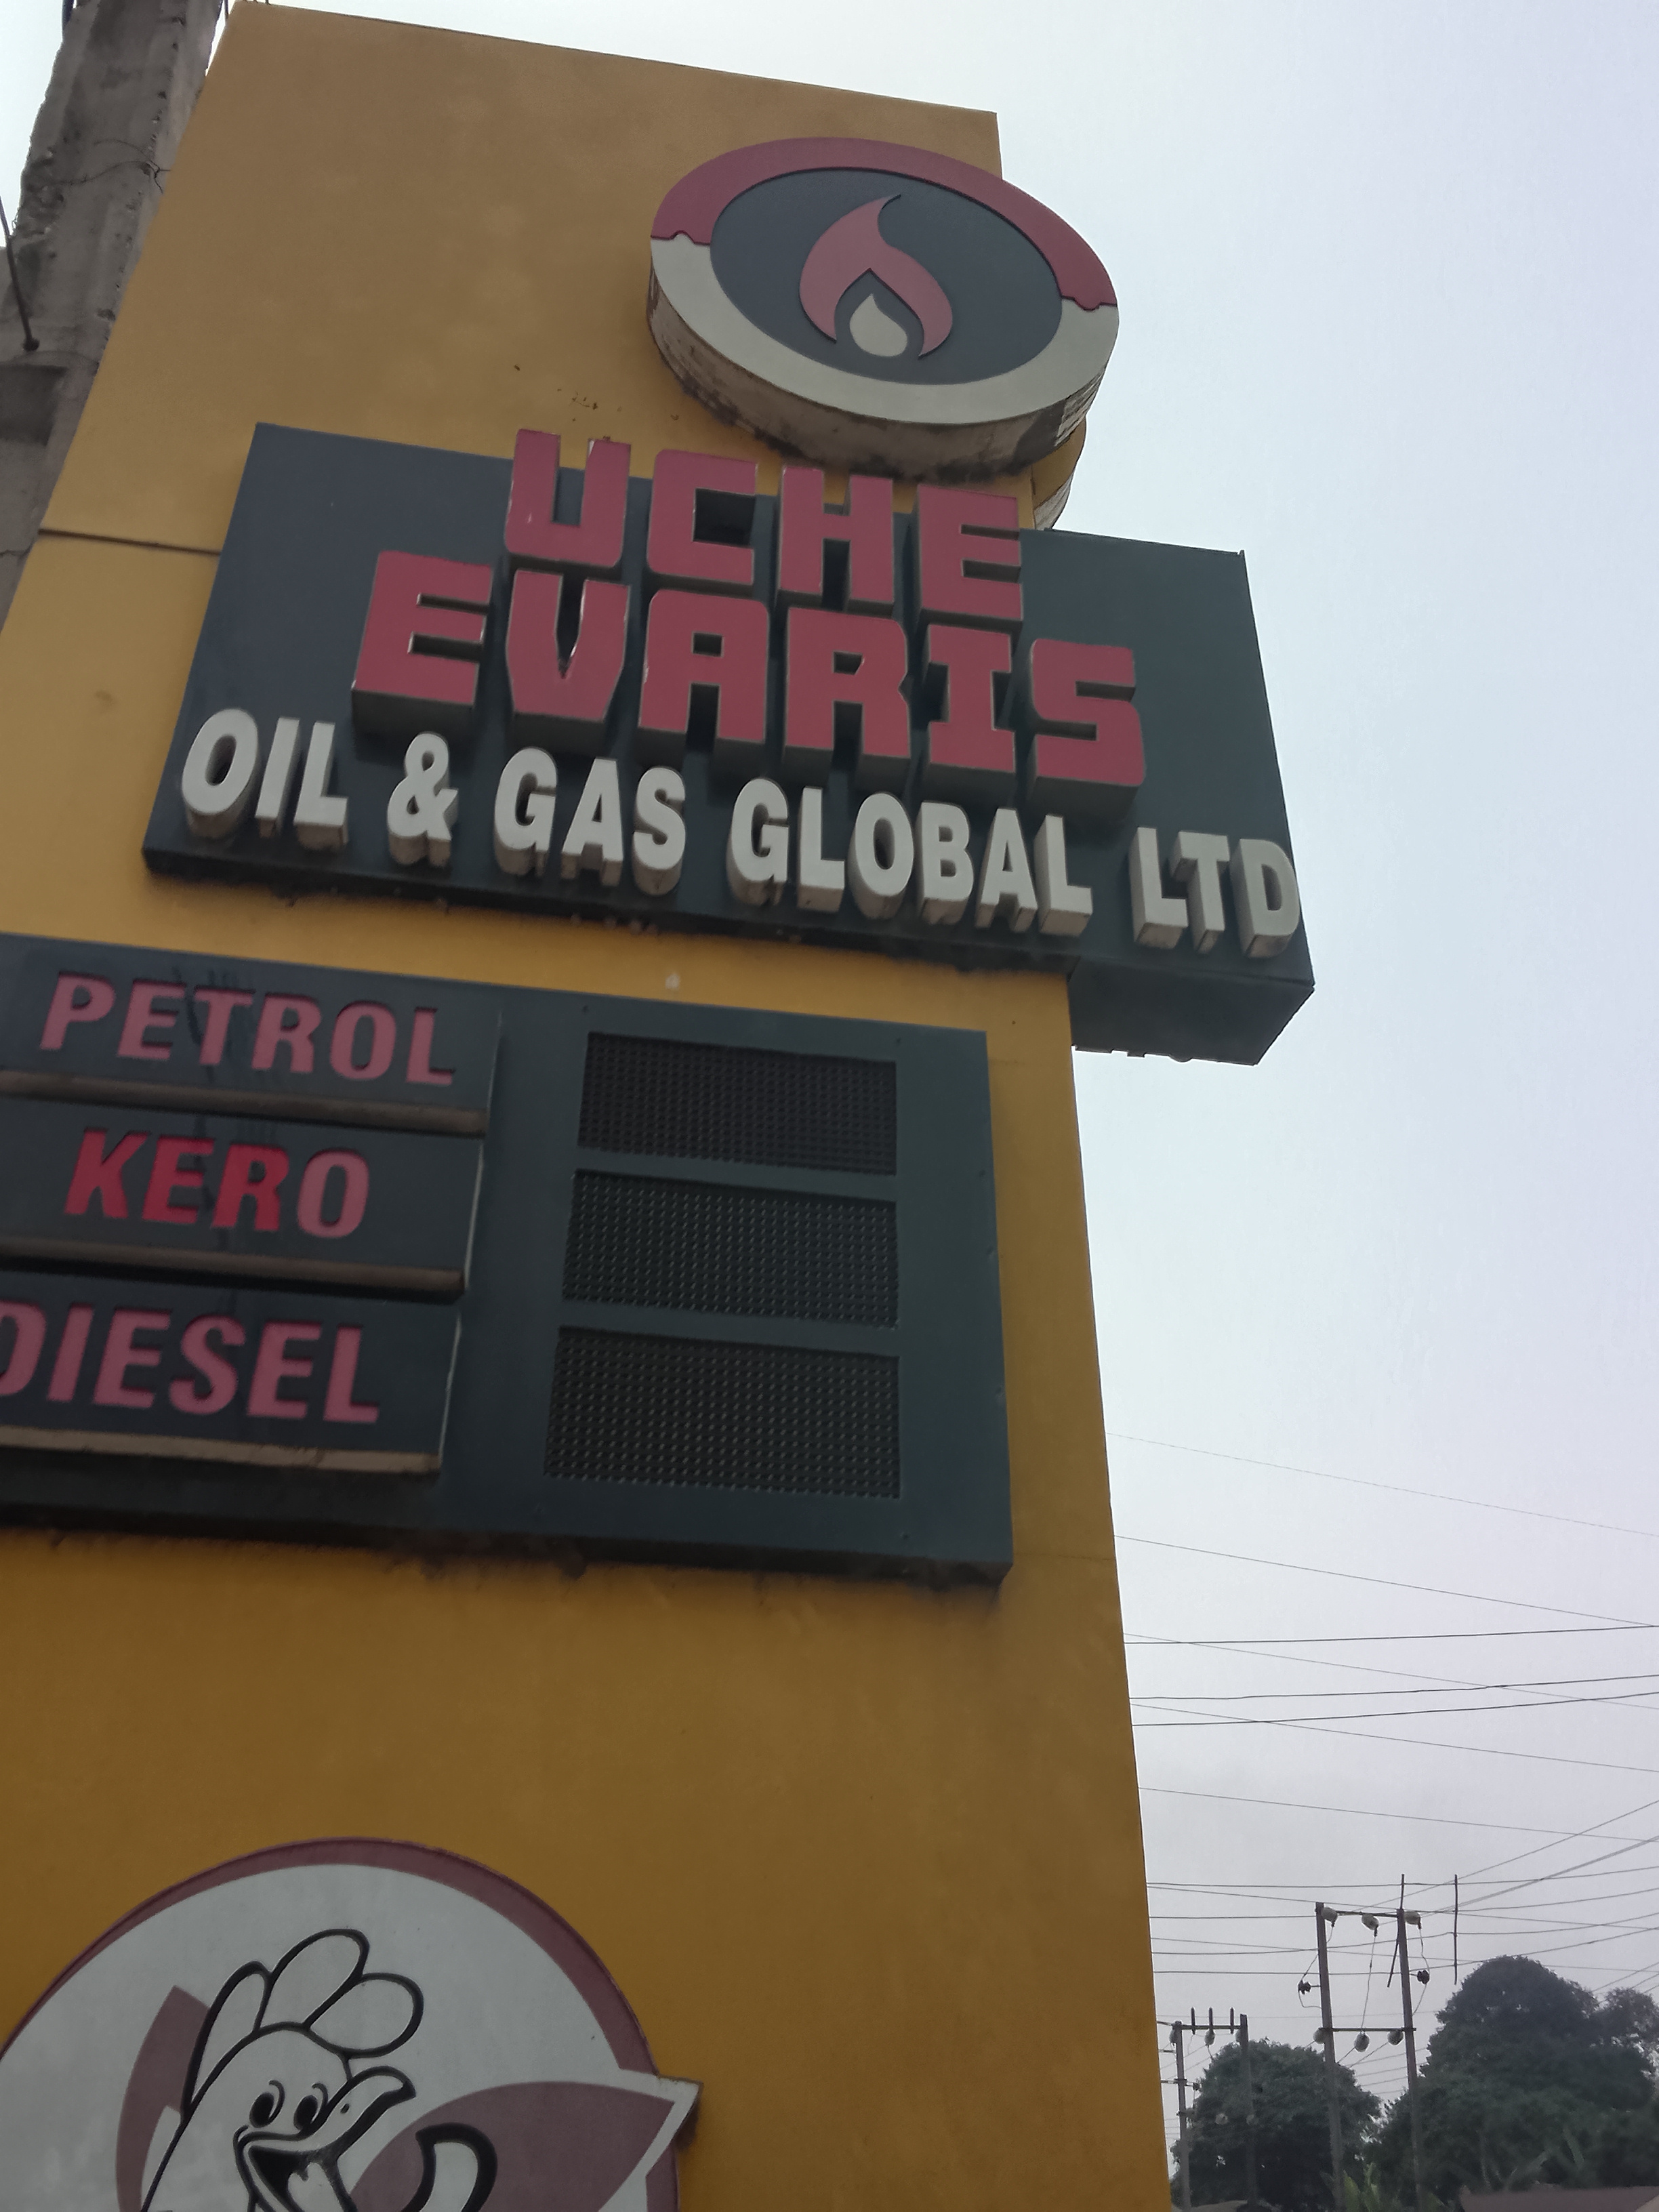 UCHE
EVARIS
OIL & GAS GLOBAL LTD
PETROL
KERO
DIESEL